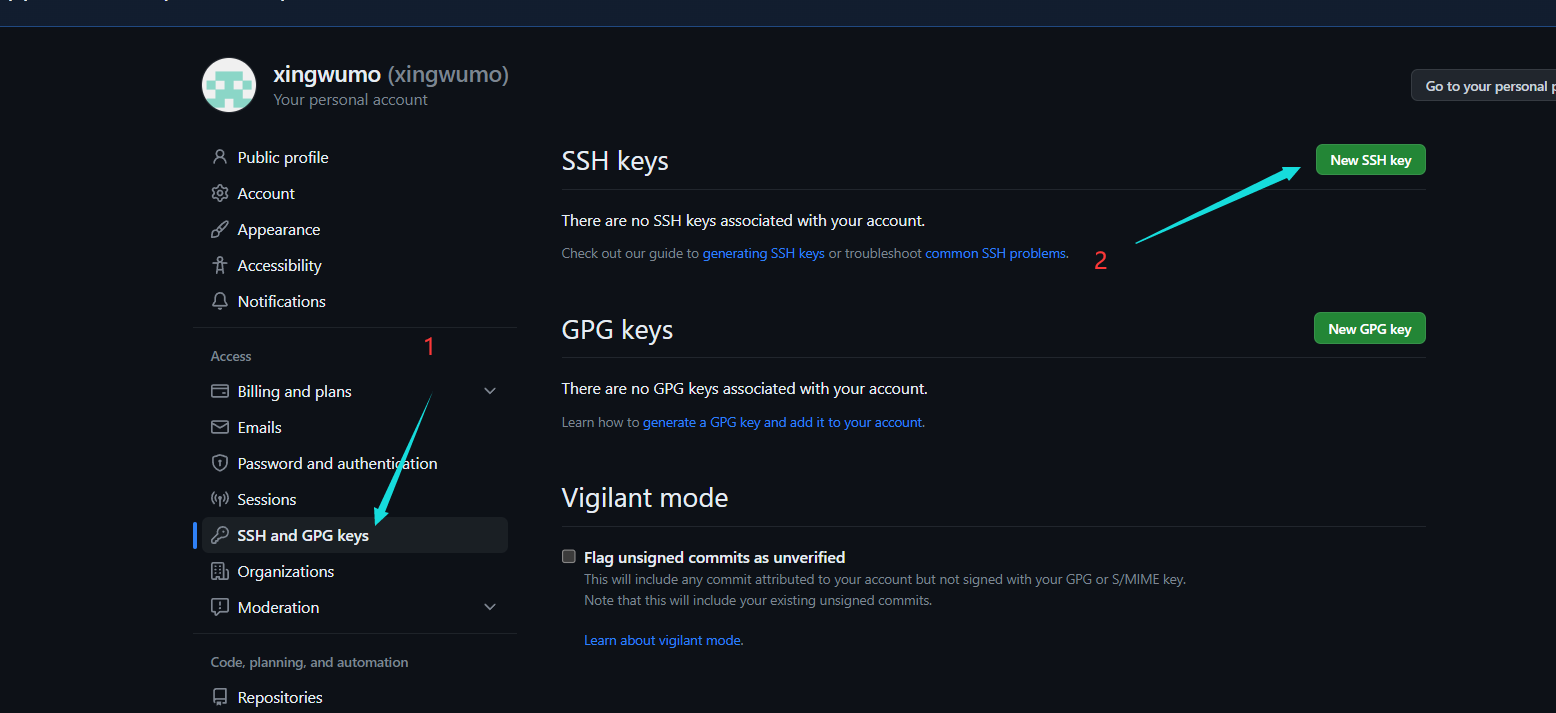 xingwumo (xingwumo)
Your personal account
Go to your personal
Public profile
Account
Appearance
Accessibility
Notifications
Access
Billing and plans
Emails
Password and authentication
Sessions
SSH and GPG keys
Organizations
Moderation
Code, planning, and automation
Repositories
1
SSH keys
New SSH key
There are no SSH keys associated with your account.
Check out our guide to generating SSH keys or troubleshoot common SSH problems.
2
GPG keys
New GPG key
There are no GPG keys associated with your account.
Learn how to generate a GPG key and add it to your account.
Vigilant mode
Flag unsigned commits as unverified
This will include any commit attributed to your account but not signed with your GPG or S/MIME key.
Note that this will include your existing unsigned commits.
Learn about vigilant mode.